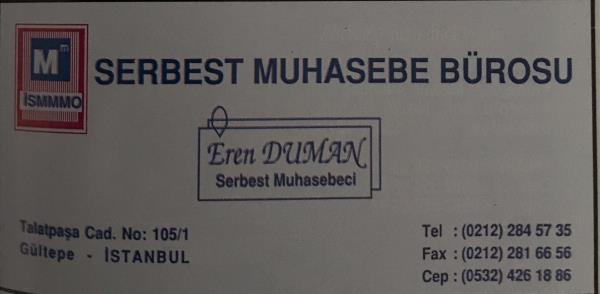 M m
İSMMMO
SERBEST MUHASEBE BÜROSU
Eren DUMAN
Serbest Muhasebeci
Talatpaşa Cad. No: 105/1
Gültepe - İSTANBUL
Tel : (0212) 284 57 35
Fax : (0212) 281 66 56
Cep : (0532) 426 18 86